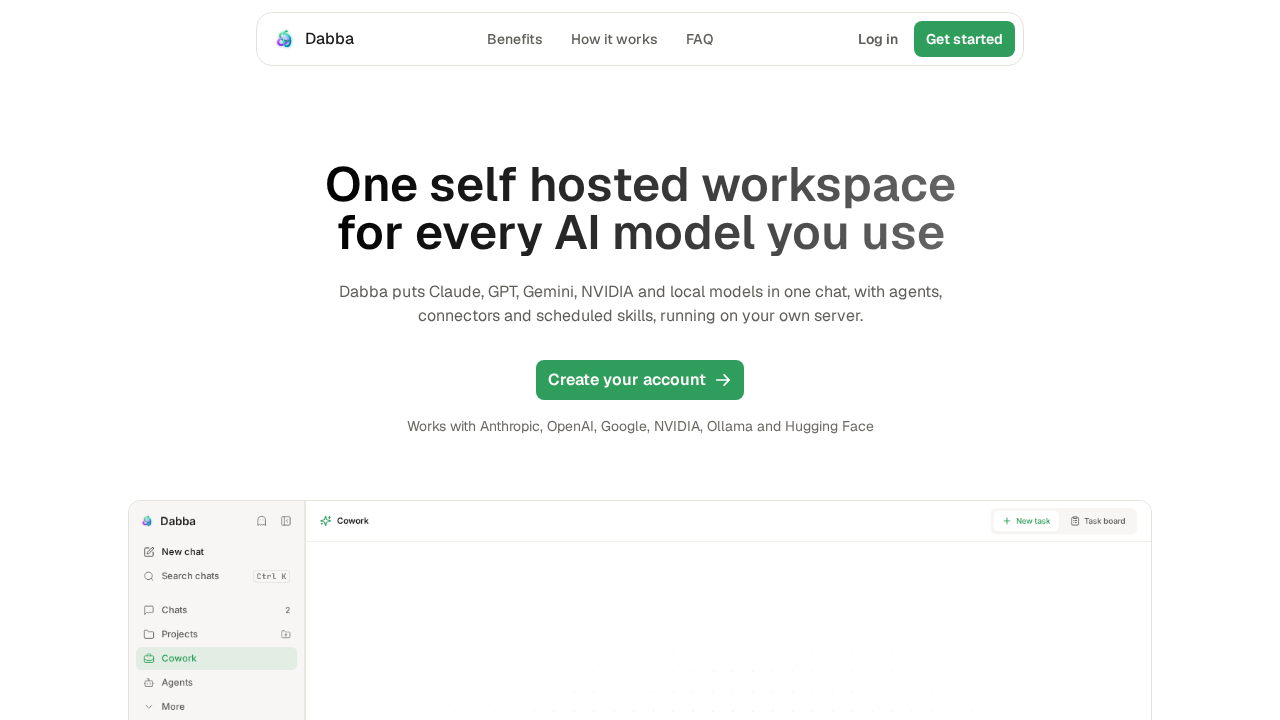 Dabba
Benefits
How it works
FAQ
Log in
Get started
One self hosted workspace
for every AI model you use
Dabba puts Claude, GPT, Gemini, NVIDIA and local models in one chat, with agents,
connectors and scheduled skills, running on your own server.
Create your account
Works with Anthropic, OpenAI, Google, NVIDIA, Ollama and Hugging Face
Dabba
Cowork
New task
Task board
New chat
Search chats
Ctrl K
Chats
2
Projects
Cowork
Agents
More